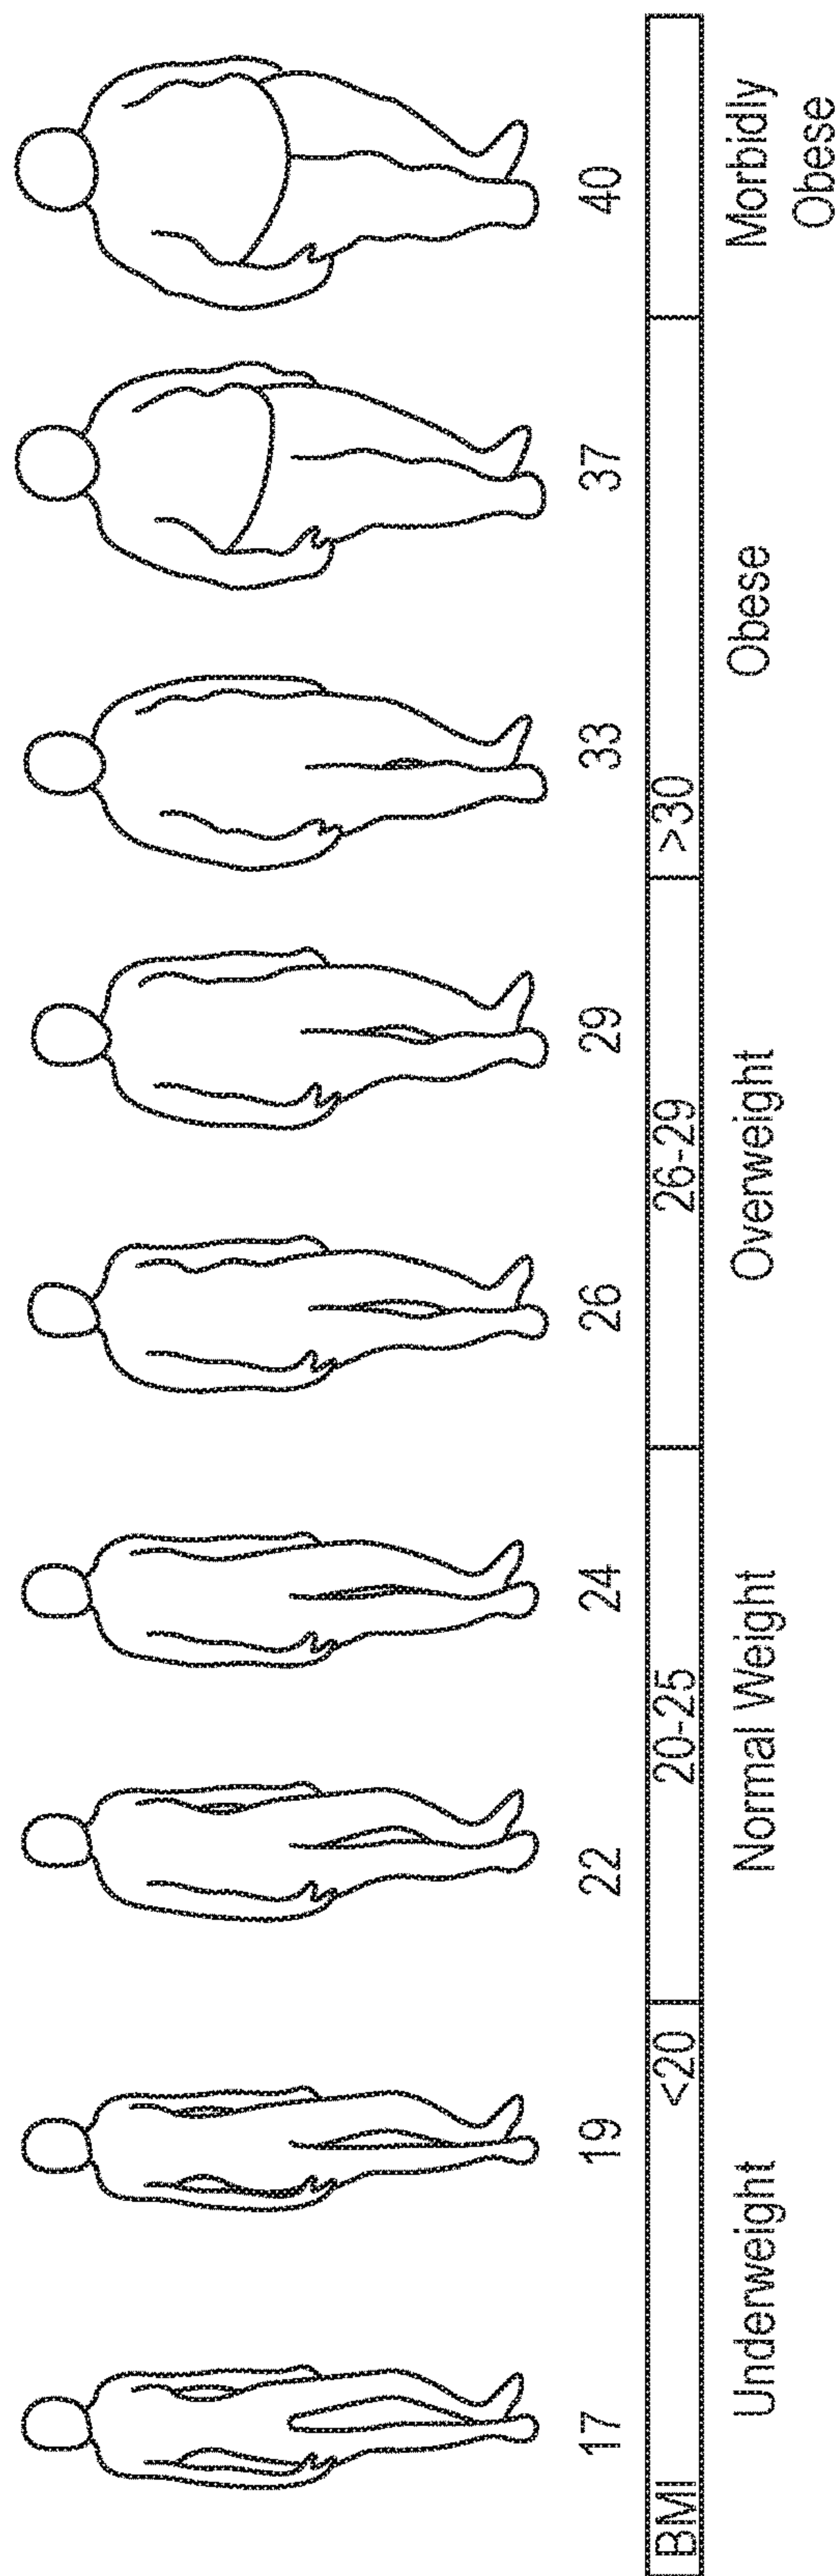 17 19 22 24 26 29 33 37 40
BMI <20 20-25 26-29 >30
Underweight Normal Weight Overweight Obese Morbidly
Obese